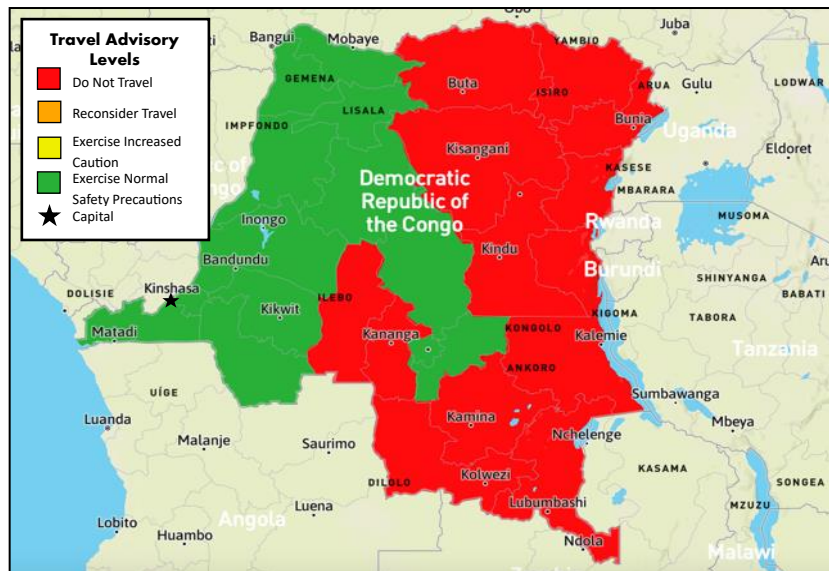 Travel Advisory
Levels
Do Not Travel
Reconsider Travel
Exercise Increased
Caution
Exercise Normal
Safety Precautions
Capital
Juba
Bangui
Mobaye
YAMBIO
GEMENA
Buta
ISIRO
ARUA
Gulu
LODWAR
LISALA
IMPFONDO
Bunia
Uganda
Kisangani
Eldoret
KASESE
Democratic
Republic of
the Congo
MBARARA
Inongo
Rwanda
MUSOMA
Bandundu
Kindu
Burundi
SHINYANGA
Kinshasa
DOLISIE
BABATI
ILEBO
Kikwit
KIGOMA
TABORA
Matadi
Kananga
KONGOLO
Kalemie
Tanzania
ANKORO
UÍGE
Sumbawanga
Luanda
Kamina
Mbeya
Malanje
Saurimo
Nchelenge
KASAMA
Kolwezi
DILOLO
SONGEA
Lubumbashi
Luena
MZUZU
Lobito
Angola
Huambo
Ndola
Malawi